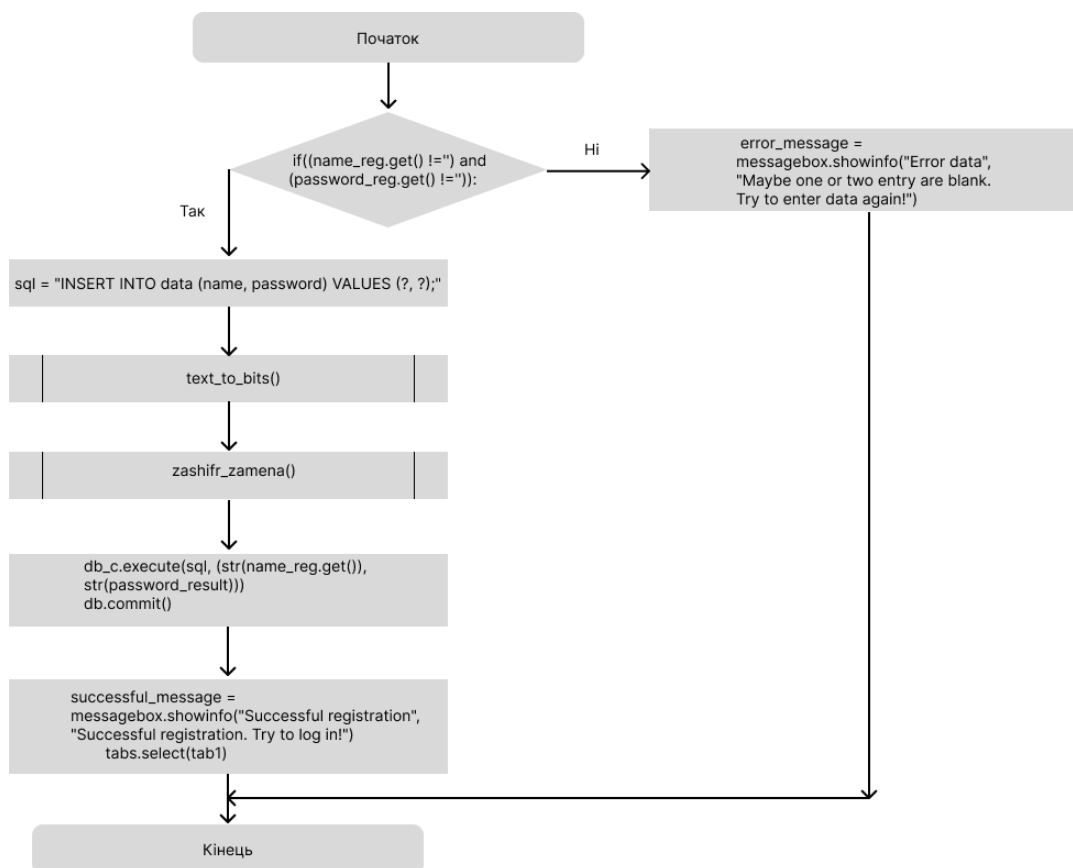 Початок
if((name_reg.get() !='') and
(password_reg.get() !='')):
Ні
error_message =
messagebox.showinfo("Error data",
"Maybe one or two entry are blank.
Try to enter data again!")
Так
sql = "INSERT INTO data (name, password) VALUES (?, ?);"
text_to_bits()
zashifr_zamena()
db_c.execute(sql, (str(name_reg.get()),
str(password_result)))
db.commit()
successful_message =
messagebox.showinfo("Successful registration",
"Successful registration. Try to log in!")
tabs.select(tab1)
Кінець